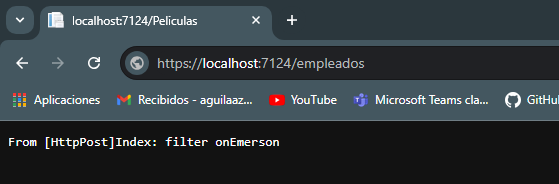 localhost:7124/Peliculas
https://localhost:7124/empleados
Aplicaciones
Recibidos - aguilaaz...
YouTube
Microsoft Teams cla...
GitHu
From [HttpPost]Index: filter onEmerson